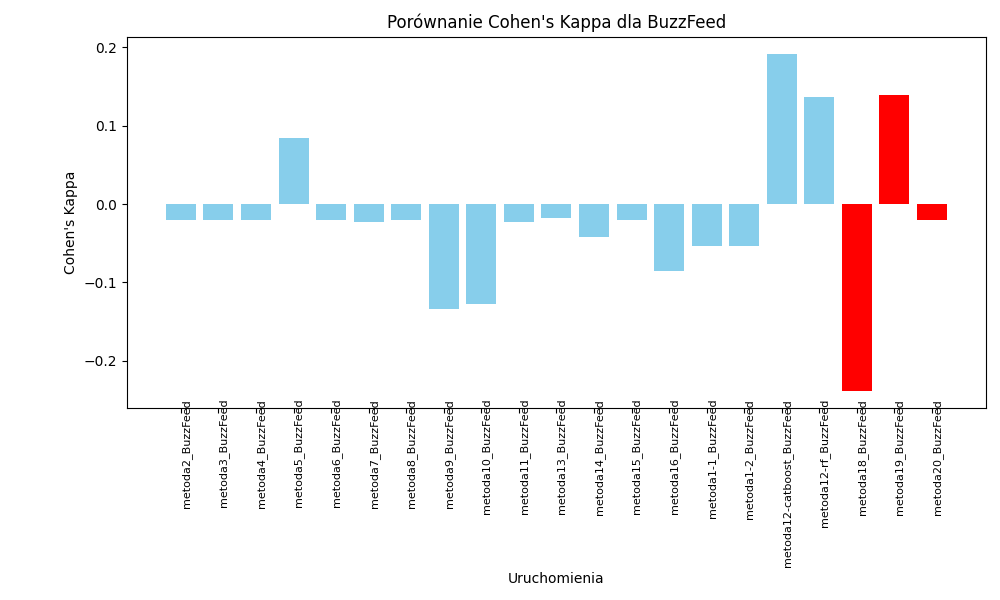 Porównanie Cohen's Kappa dla BuzzFeed
Cohen's Kappa
0.2
0.1
0.0
−0.1
−0.2
metoda2_BuzzFeed
metoda3_BuzzFeed
metoda4_BuzzFeed
metoda5_BuzzFeed
metoda6_BuzzFeed
metoda7_BuzzFeed
metoda8_BuzzFeed
metoda9_BuzzFeed
metoda10_BuzzFeed
metoda11_BuzzFeed
metoda13_BuzzFeed
metoda14_BuzzFeed
metoda15_BuzzFeed
metoda16_BuzzFeed
metoda1-1_BuzzFeed
metoda1-2_BuzzFeed
metoda12-catboost_BuzzFeed
metoda12-rf_BuzzFeed
metoda18_BuzzFeed
metoda19_BuzzFeed
metoda20_BuzzFeed
Uruchomienia